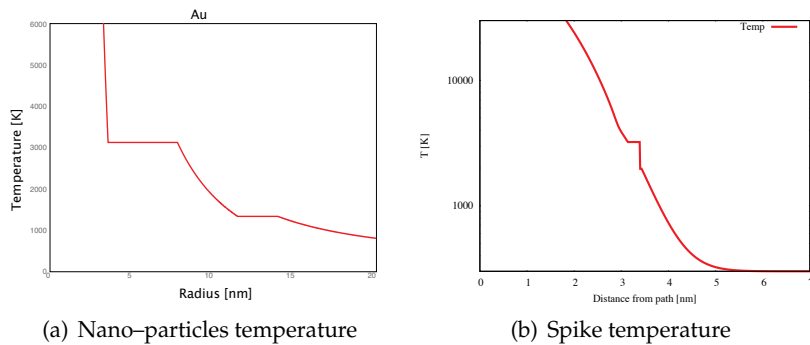 Au
6000
5000
4000
3000
2000
1000
0
Temperature [K]
0 5 10 15 20
Radius [nm]
(a) Nano–particles temperature
Temp
10000
1000
T [K]
0 1 2 3 4 5 6 7
Distance from path [nm]
(b) Spike temperature